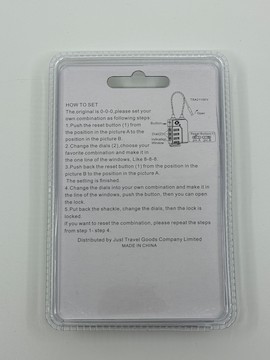 HOW TO SET
The original is 0-0-0,please set your
own combination as following steps
1.Push the reset button (1) from
the position in the picture A to the
position in the picture B.
2.Change the dials (2),choose your
favorite combination and make it in
the one line of the windows, Like 8-8-8.
3.Push back the reset button (1) from the position
in the picture B to the position in the picture A.
The setting is finished.
4.Change the dials into your own combination and make it in
the line of the windows, push the button, then you can open
the lock.
5.Put back the shackle, change the dials, then the lock is
locked.
If you want to reset the combination, please repeat the steps
from step 1- step 4.
Distributed by Just Travel Goods Company Limited
MADE IN CHINA